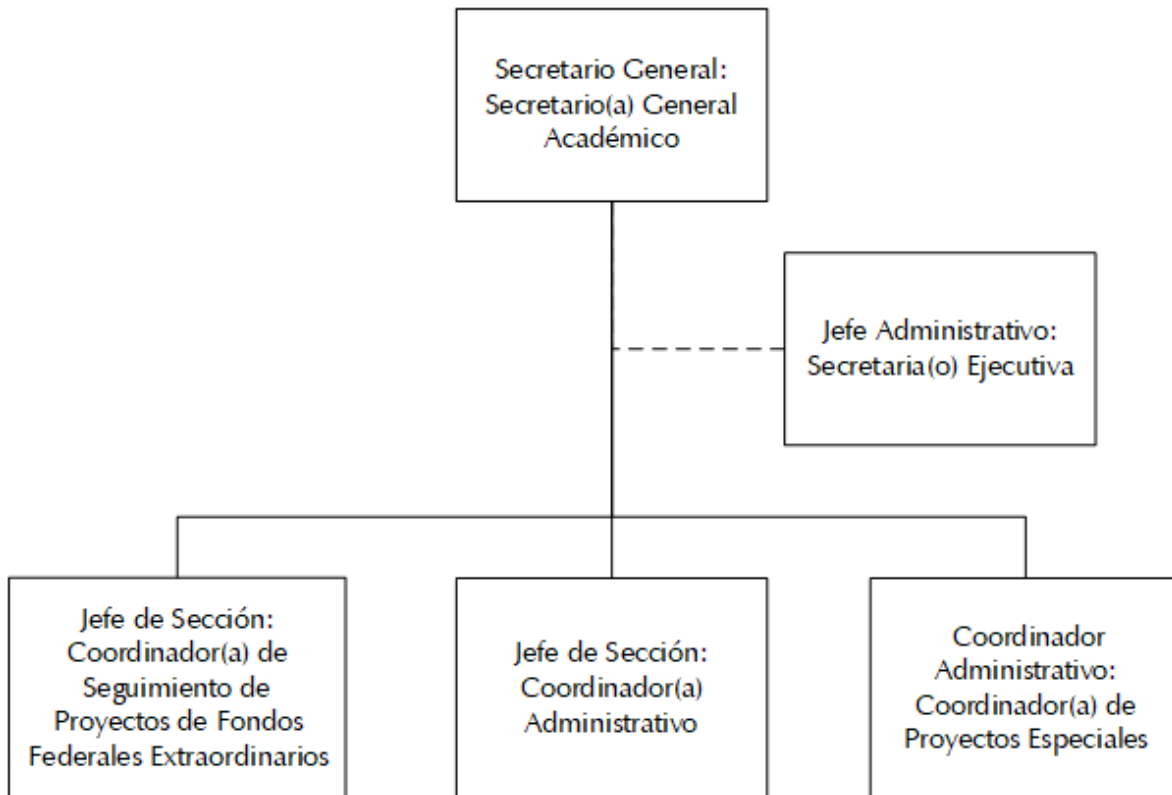 Secretario General:
Secretario(a) General
Académico
Jefe Administrativo:
Secretaria(o) Ejecutiva
Jefe de Sección:
Coordinador(a) de
Seguimiento de
Proyectos de Fondos
Federales Extraordinarios
Jefe de Sección:
Coordinador(a)
Administrativo
Coordinador
Administrativo:
Coordinador(a) de
Proyectos Especiales